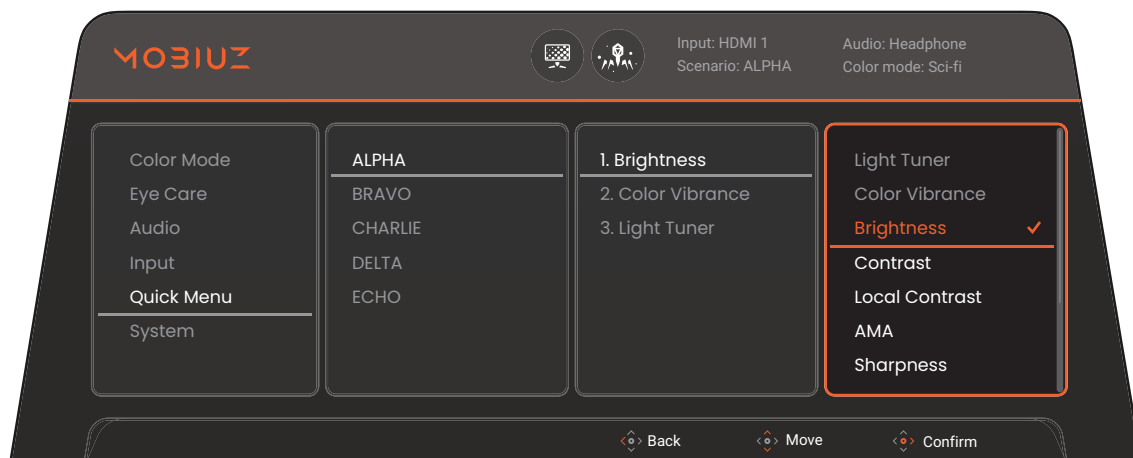 MOBIUZ
Input: HDMI 1
Scenario: ALPHA
Audio: Headphone
Color mode: Sci-fi
Color Mode
Eye Care
Audio
Input
Quick Menu
System
ALPHA
BRAVO
CHARLIE
DELTA
ECHO
1. Brightness
2. Color Vibrance
3. Light Tuner
Light Tuner
Color Vibrance
Brightness
Contrast
Local Contrast
AMA
Sharpness
Back
Move
Confirm